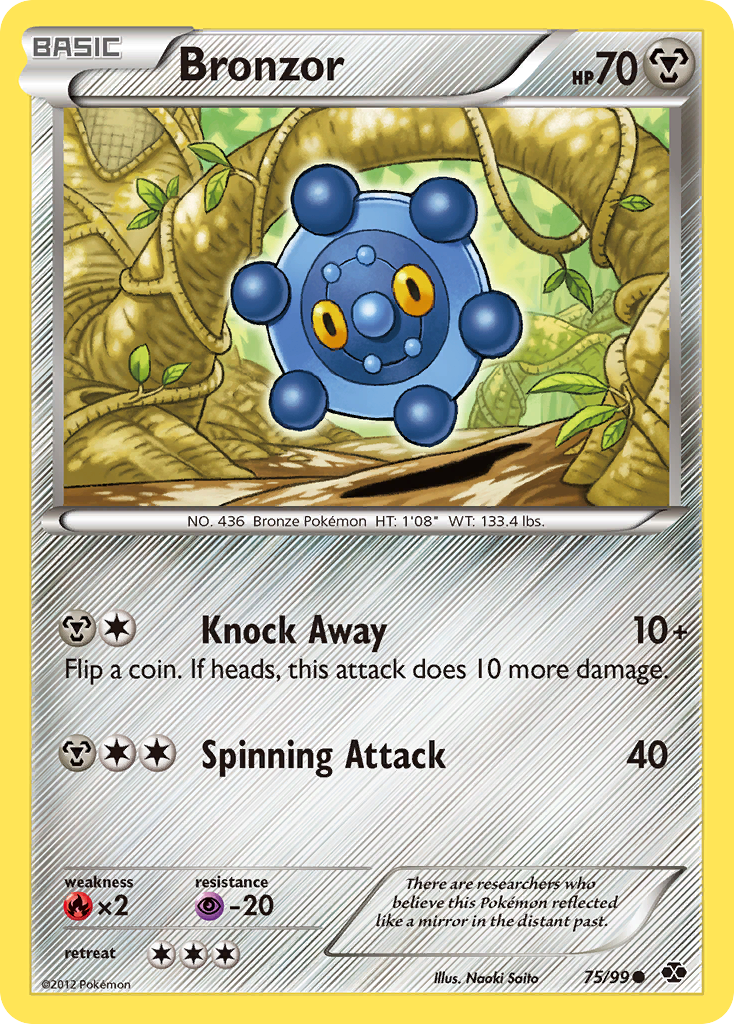 BASIC Bronzor HP70
NO. 436 Bronze Pokémon HT: 1'08" WT: 133.4 lbs.
Knock Away 10+
Flip a coin. If heads, this attack does 10 more damage.
Spinning Attack 40
weakness resistance
×2 -20
retreat
There are researchers who
believe this Pokémon reflected
like a mirror in the distant past.
©2012 Pokémon Illus. Naoki Saito 75/99